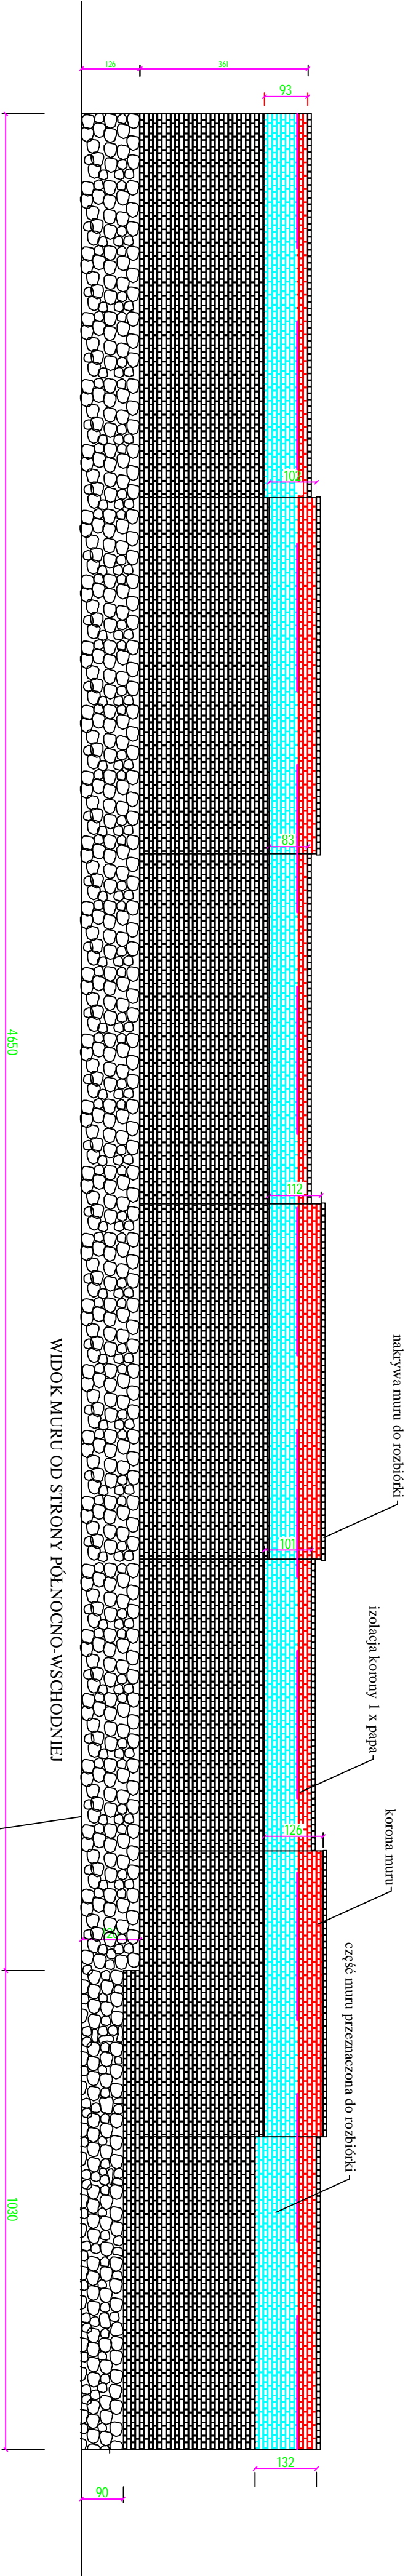 126
361
93
102
83
112
101
126
126
132
90
4650
1030
nakrywa muru do rozbiórki
izolacja korony 1 x papa
korona muru
część muru przeznaczona do rozbiórki
WIDOK MURU OD STRONY PÓŁNOCNO-WSCHODNIEJ